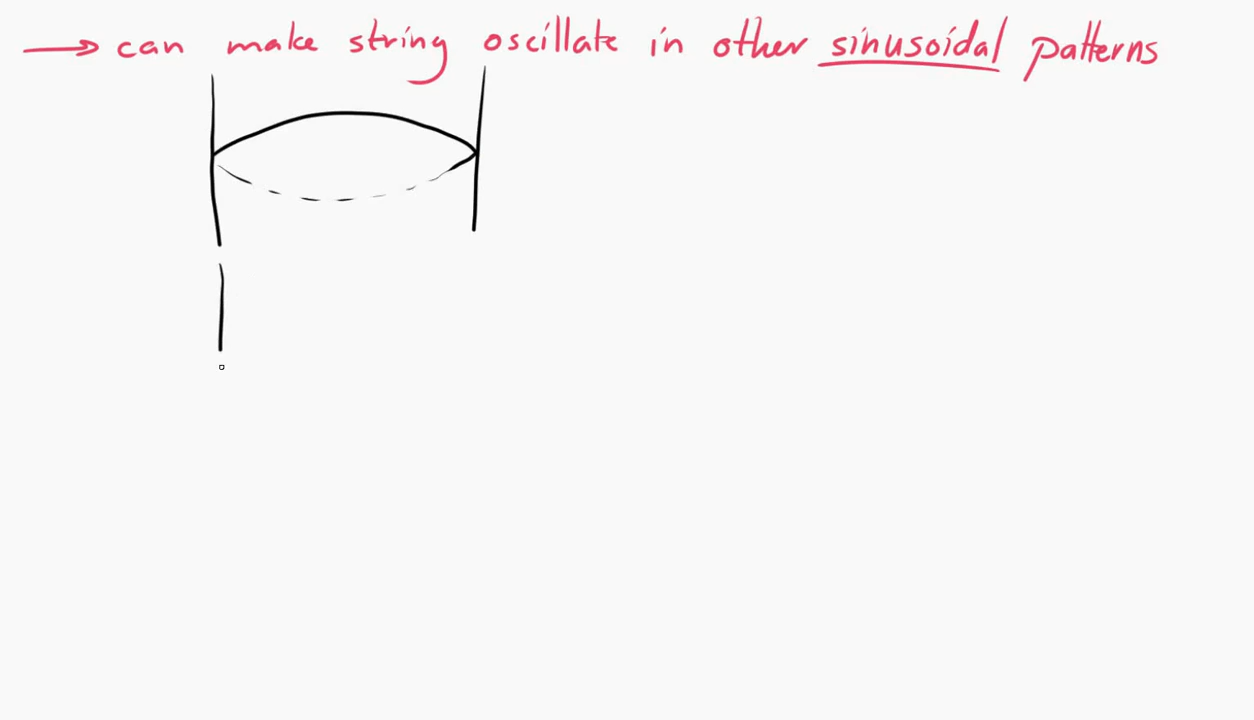 → can make string oscillate in other sinusoidal patterns